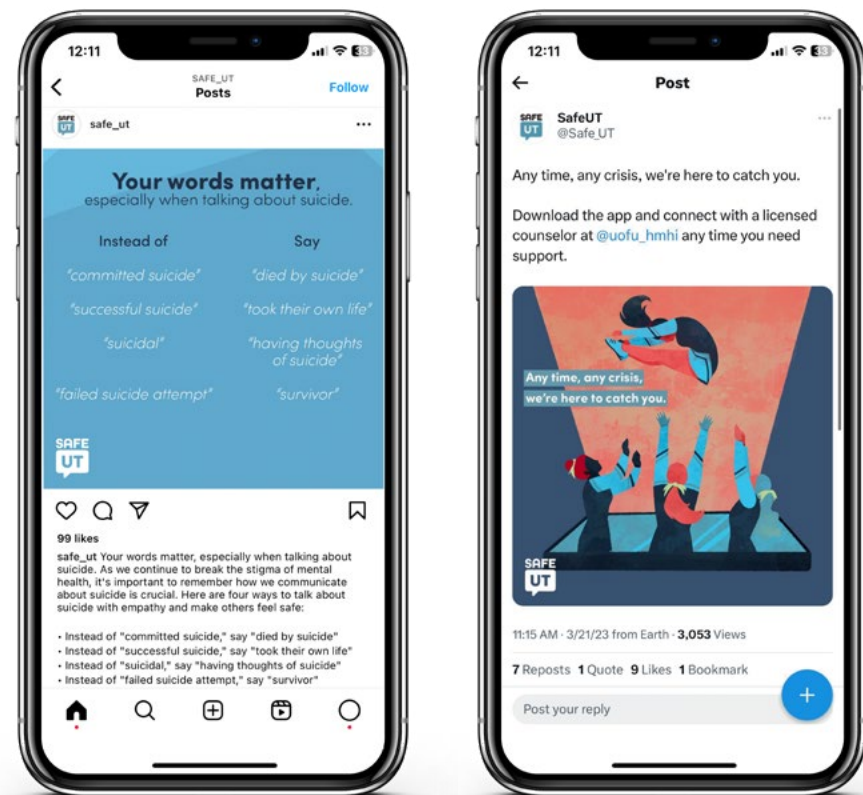 12:11
33
SAFE_UT
Posts
Follow
SAFE
UT
safe_ut
Your words matter,
especially when talking about suicide.
Instead of
Say
"committed suicide"
"died by suicide"
"successful suicide"
"took their own life"
"suicidal"
"having thoughts
of suicide"
"failed suicide attempt"
"survivor"
SAFE
UT
99 likes
safe_ut Your words matter, especially when talking about
suicide. As we continue to break the stigma of mental
health, it's important to remember how we communicate
about suicide is crucial. Here are four ways to talk about
suicide with empathy and make others feel safe:
• Instead of "committed suicide," say "died by suicide"
• Instead of "successful suicide," say "took their own life"
• Instead of "suicidal," say "having thoughts of suicide"
• Instead of "failed suicide attempt," say "survivor"
12:11
33
Post
SAFE
UT
SafeUT
@Safe_UT
Any time, any crisis, we're here to catch you.
Download the app and connect with a licensed
counselor at @uofu_hmhi any time you need
support.
Any time, any crisis,
we're here to catch you.
SAFE
UT
11:15 AM · 3/21/23 from Earth · 3,053 Views
7 Reposts 1 Quote 9 Likes 1 Bookmark
Post your reply